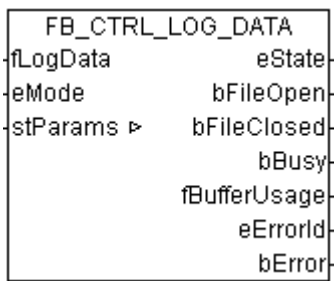 FB_CTRL_LOG_DATA
fLogData eState
eMode bFileOpen
stParams ▹ bFileClosed
bBusy
fBufferUsage
eErrorId
bError